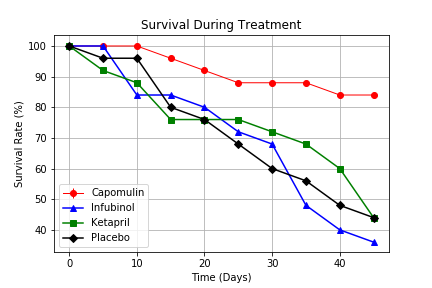 Survival During Treatment
Survival Rate (%)
100
90
80
70
60
50
40
Capomulin
Infubinol
Ketapril
Placebo
0
10
20
30
40
Time (Days)